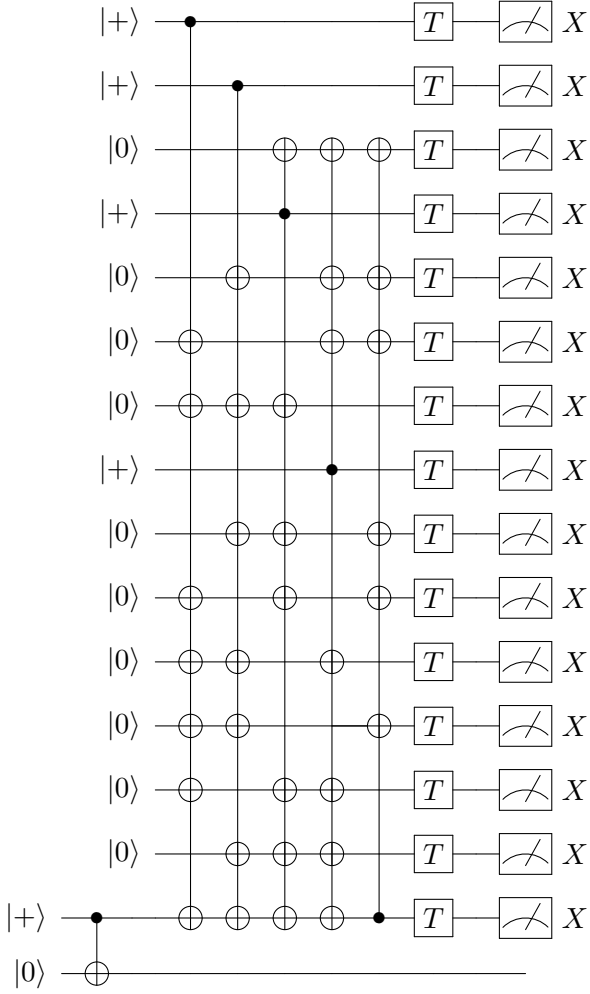 |+⟩ T X
|+⟩ T X
|0⟩ T X
|+⟩ T X
|0⟩ T X
|0⟩ T X
|0⟩ T X
|+⟩ T X
|0⟩ T X
|0⟩ T X
|0⟩ T X
|0⟩ T X
|0⟩ T X
|0⟩ T X
|+⟩ T X
|0⟩